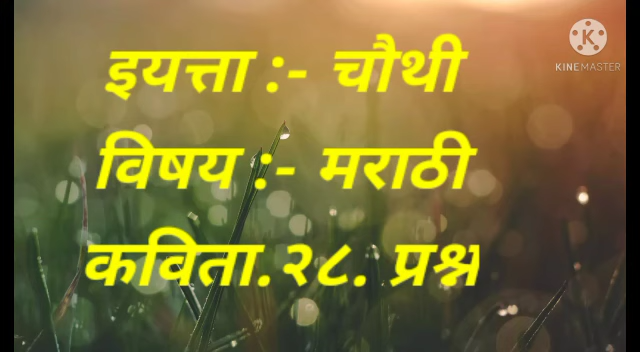 इयत्ता :- चौथी
विषय :- मराठी
कविता.२८. प्रश्न
KINEMASTER